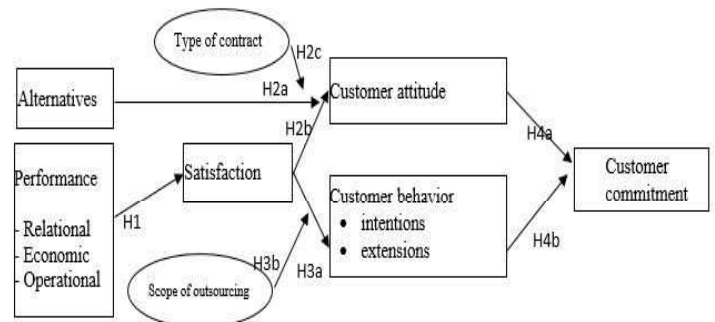 Type of contract
H2c
Alternatives
H2a
Customer attitude
H2b
H4a
Performance
- Relational
- Economic
- Operational
H1
Satisfaction
Customer behavior
• intentions
• extensions
Customer
commitment
H4b
H3b
H3a
Scope of outsourcing